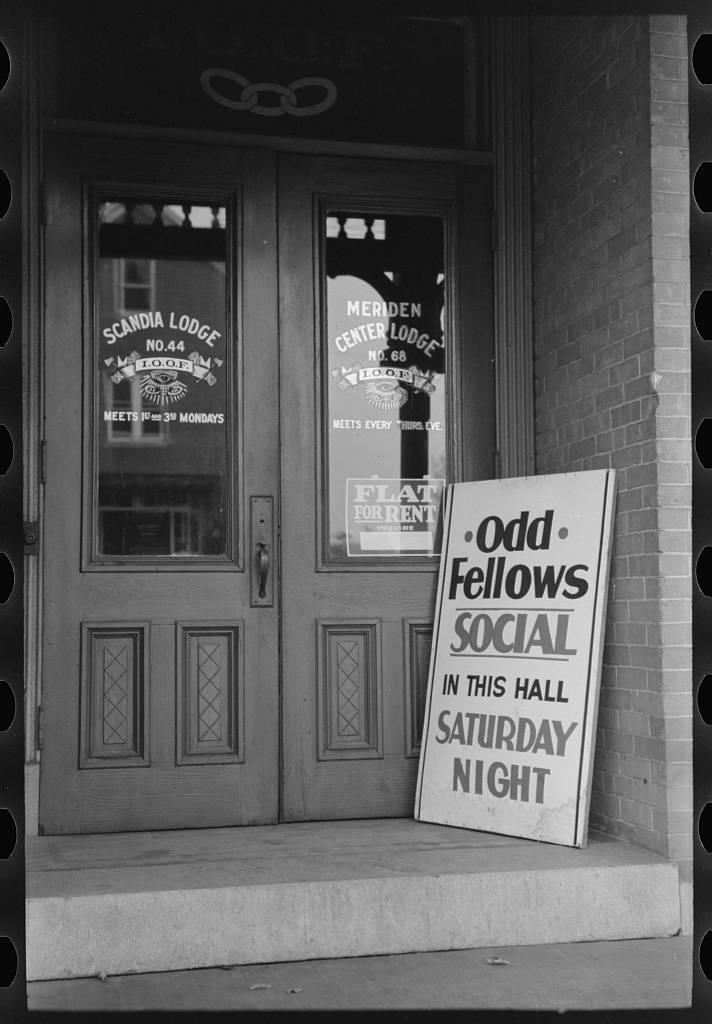 I.O.O.F.
SCANDIA LODGE
NO. 44
I.O.O.F.
MEETS 1ST AND 3RD MONDAYS
MERIDEN
CENTER LODGE
NO. 68
I.O.O.F.
MEETS EVERY THURS. EVE.
FLAT
FOR RENT
INQUIRE
Odd
Fellows
SOCIAL
IN THIS HALL
SATURDAY
NIGHT